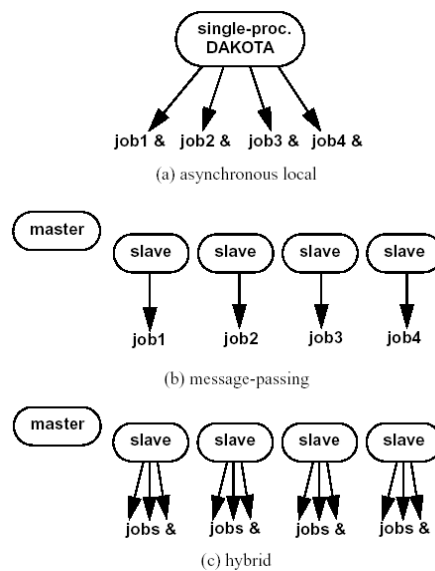 single-proc.
DAKOTA
job1 & job2 & job3 & job4 &
(a) asynchronous local
master
slave slave slave slave
job1 job2 job3 job4
(b) message-passing
master
slave slave slave slave
jobs & jobs & jobs & jobs &
(c) hybrid